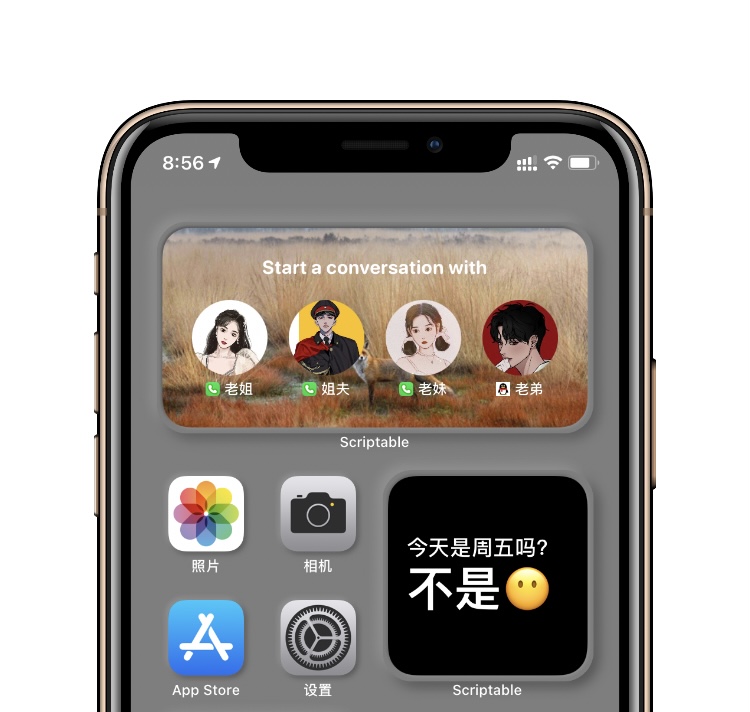 8:56
Start a conversation with
老姐 姐夫 老妹 老弟
Scriptable
照片 相机
今天是周五吗?
不是😶
App Store 设置
Scriptable